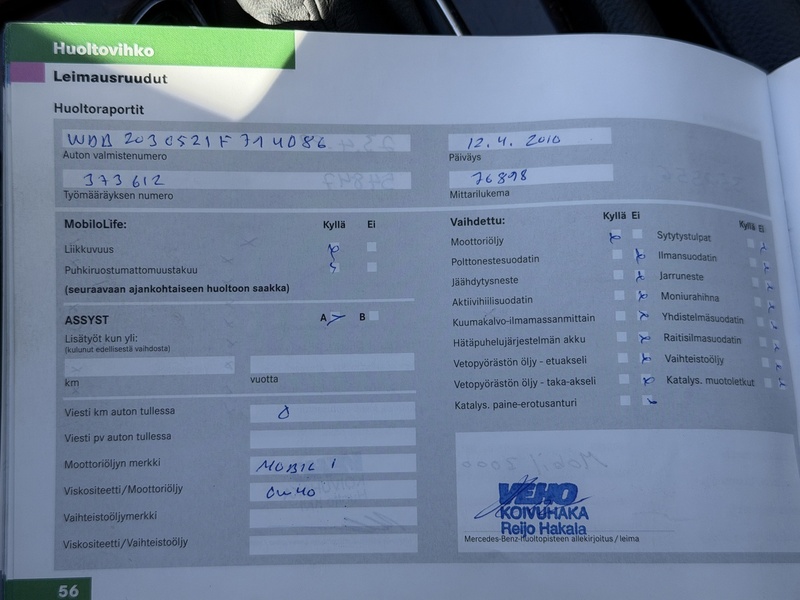 Huoltovihko
Leimausruudut
Huoltoraportit
WDB 2030521F714086
Auton valmistenumero
12.4.2010
Päiväys
373612
Työmääräyksen numero
76898
Mittarilukema
MobiloLife: Kyllä Ei
Liikkuvuus
Puhkiruostumattomuustakuu
(seuraavaan ajankohtaiseen huoltoon saakka)
ASSYST A B
Lisätyöt kun yli:
(kulunut edellisestä vaihdosta)
km vuotta
Viesti km auton tullessa 0
Viesti pv auton tullessa
Moottoriöljyn merkki MOBIL 1
Viskositeetti/Moottoriöljy 0W40
Vaihteistoöljymerkki
Viskositeetti/Vaihteistoöljy
Vaihdettu: Kyllä Ei Kyllä Ei
Moottoriöljy Sytytystulpat
Polttonestesuodatin Ilmansuodatin
Jäähdytysneste Jarruneste
Aktiivihiilisuodatin Moniurahihna
Kuumakalvo-ilmamassanmittain Yhdistelmäsuodatin
Hätäpuhelujärjestelmän akku Raitisilmasuodatin
Vetopyörästön öljy - etuakseli Vaihteistoöljy
Vetopyörästön öljy - taka-akseli Katalys. muotoletkut
Katalys. paine-erotusanturi
VEHO
KOIVUHAKA
Reijo Hakala
Mercedes-Benz-huoltopisteen allekirjoitus / leima
56